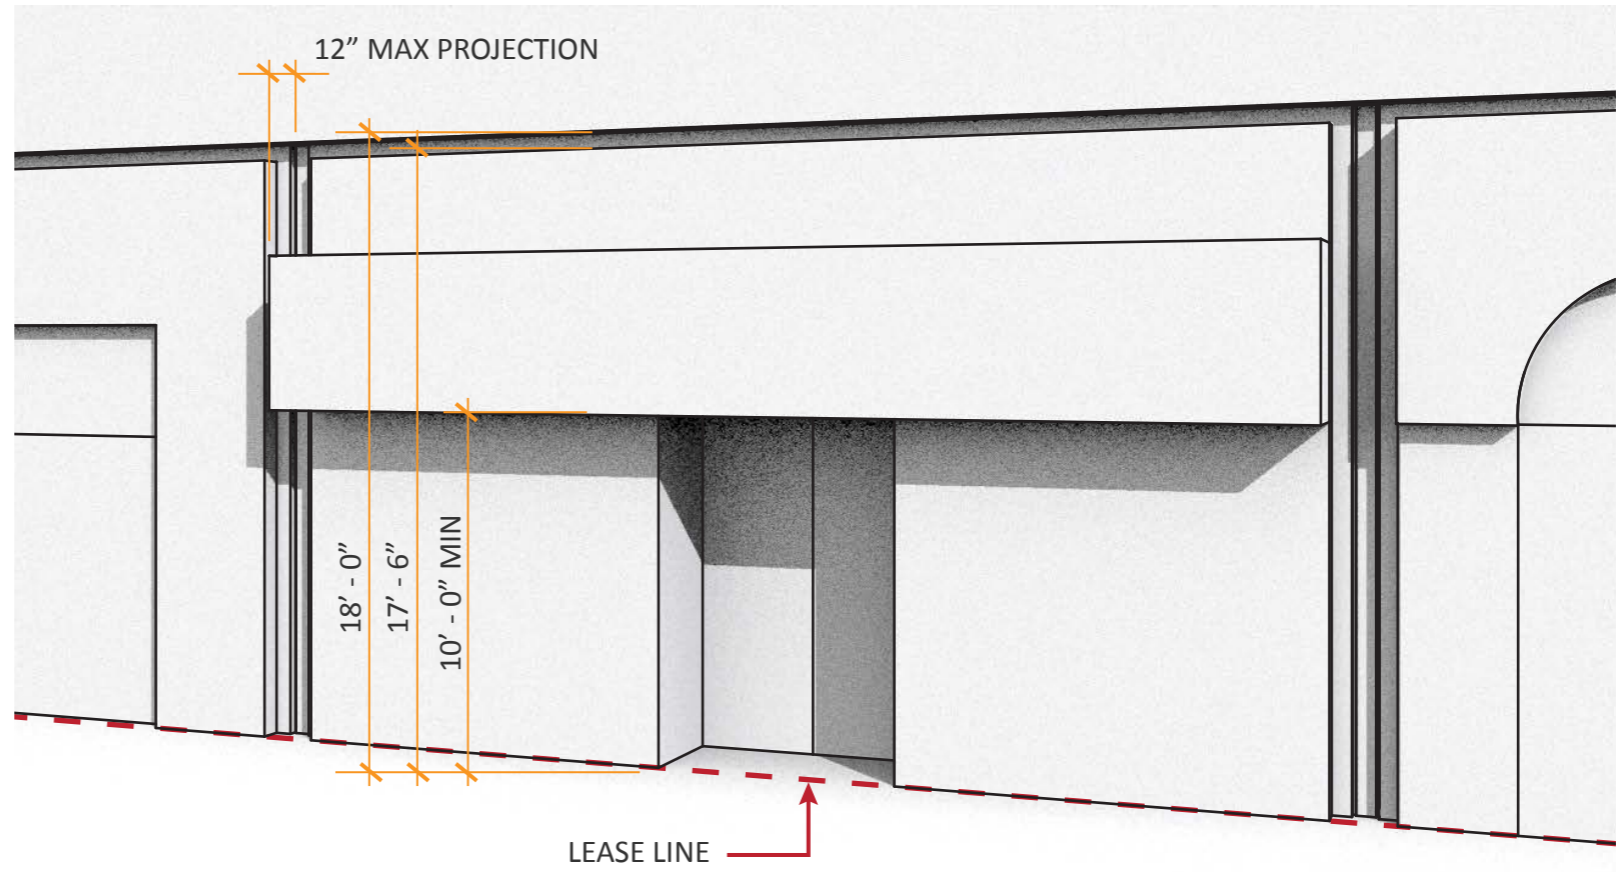 12” MAX PROJECTION
18’ - 0”
17’ - 6”
10’ - 0” MIN
LEASE LINE